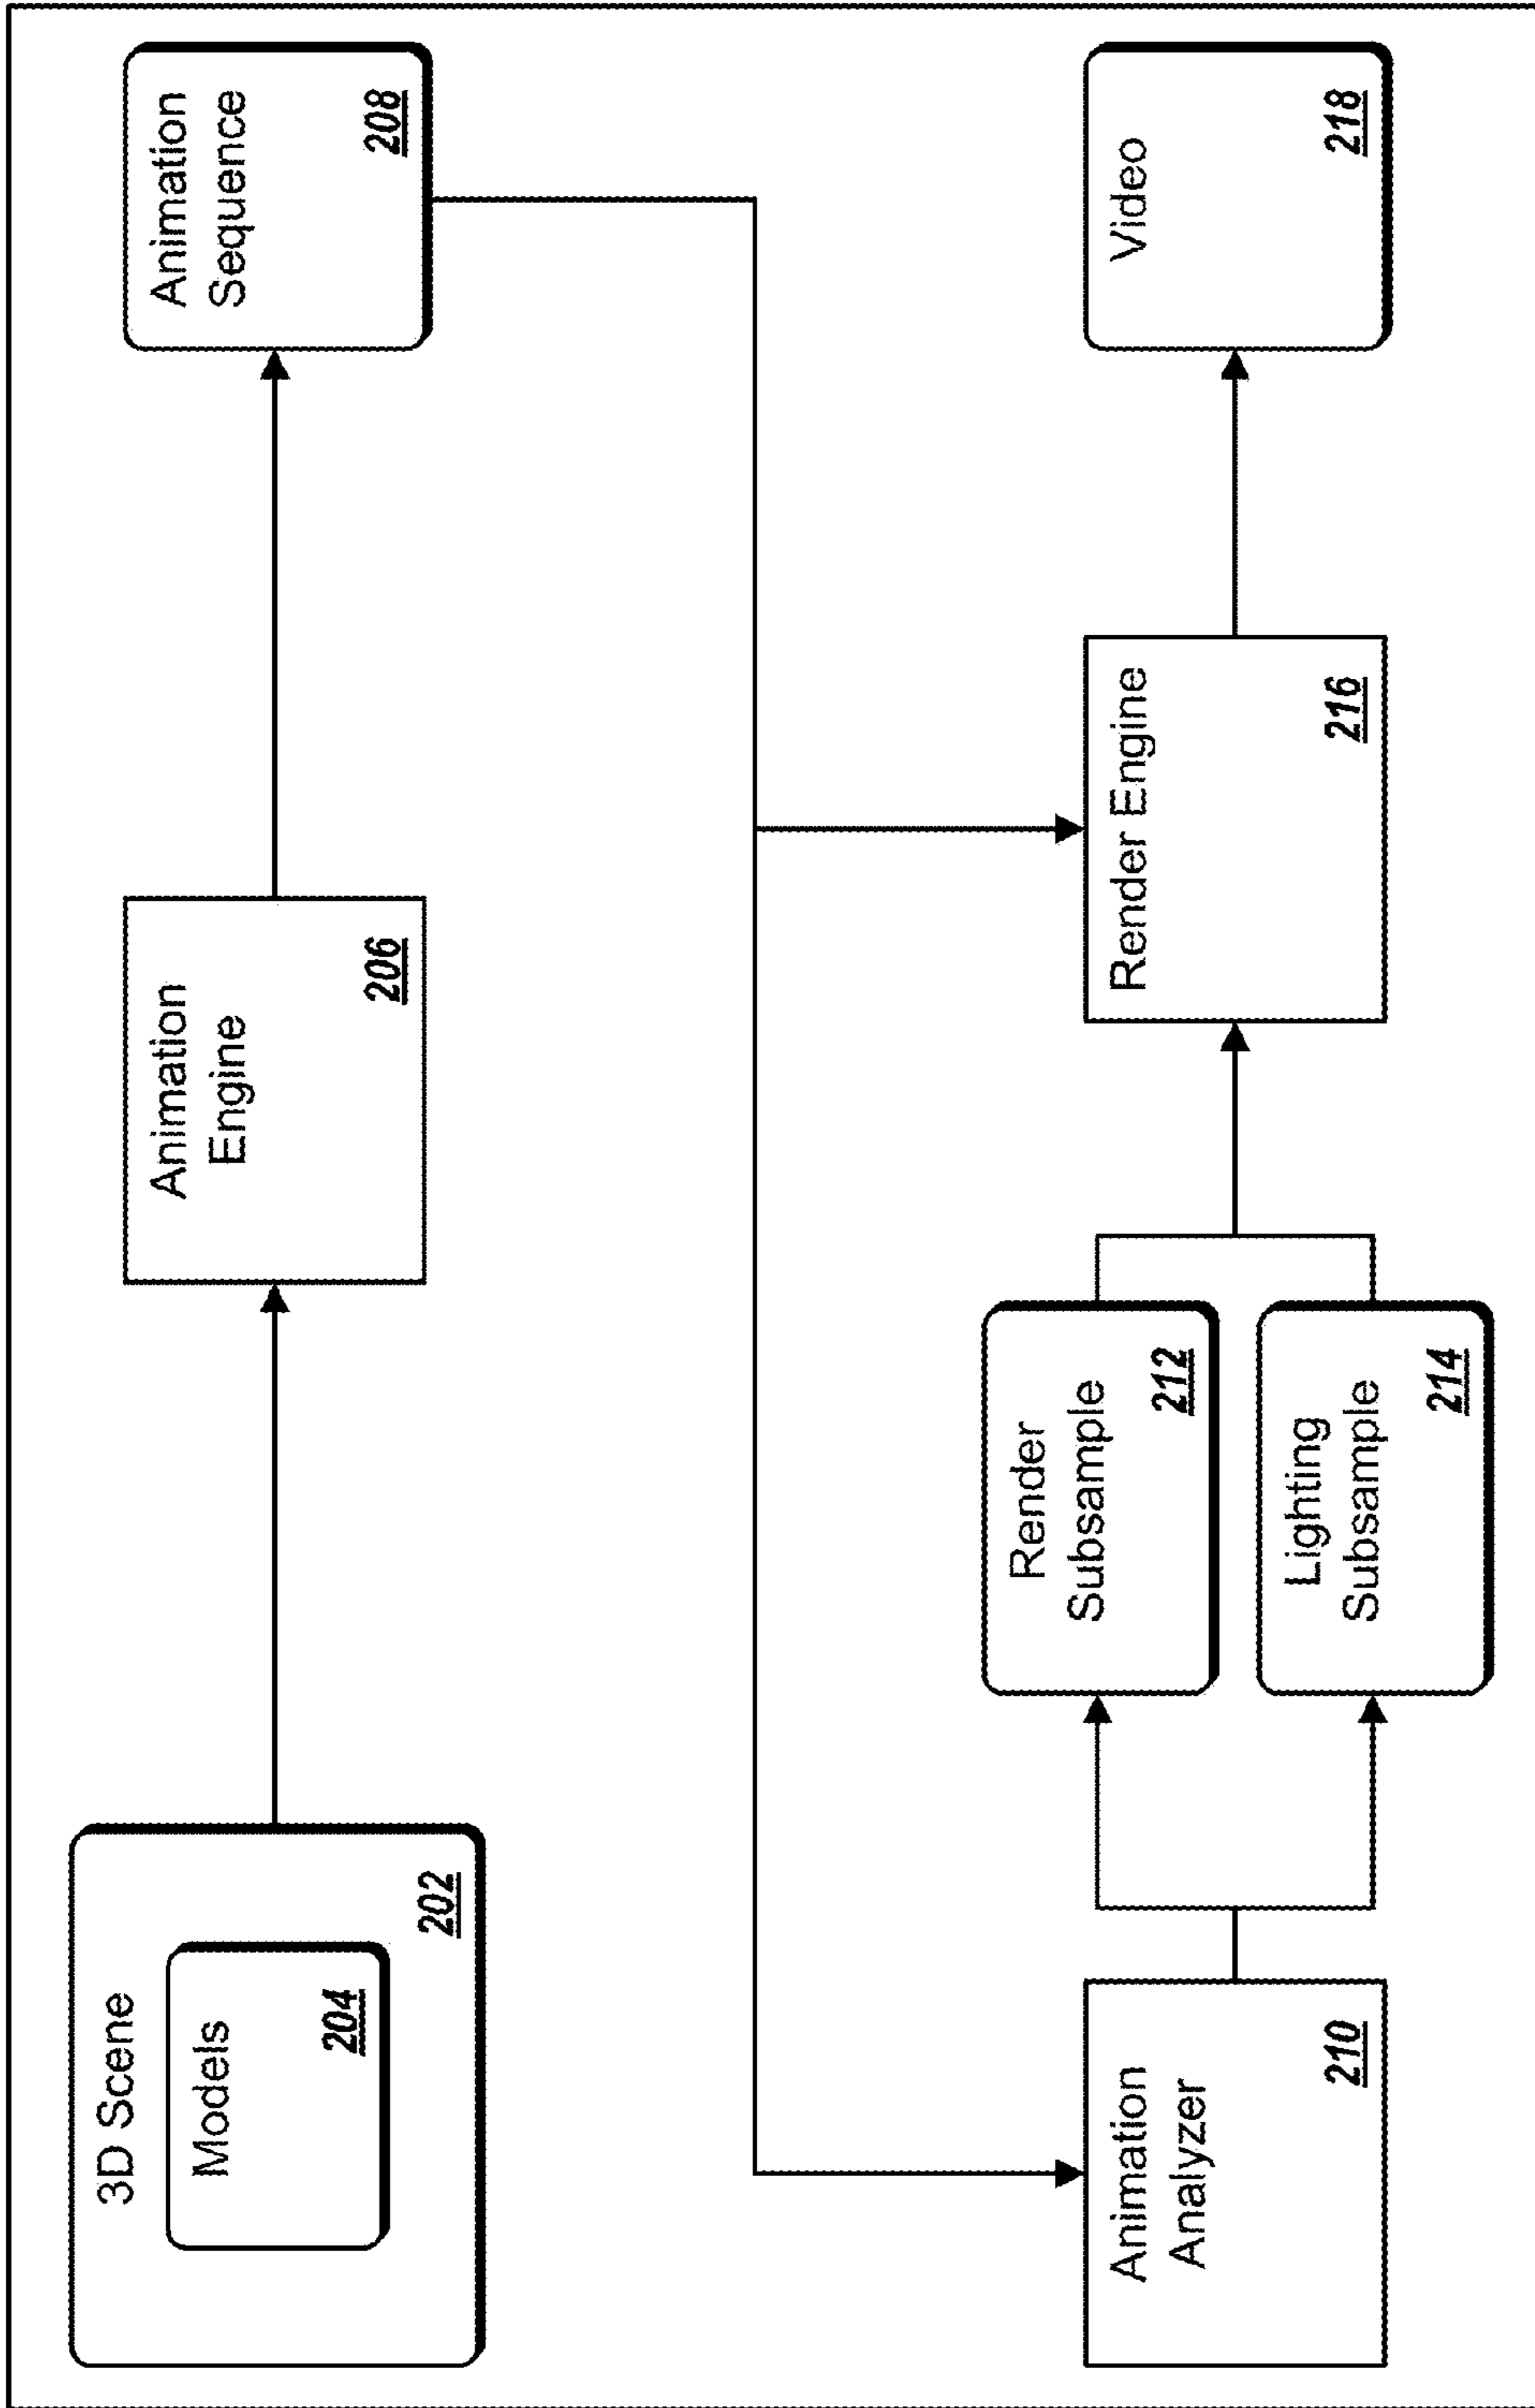 3D Scene
Models
204
202
Animation
Engine
206
Animation
Sequence
208
Animation
Analyzer
210
Render
Subsample
212
Lighting
Subsample
214
Render Engine
216
Video
218